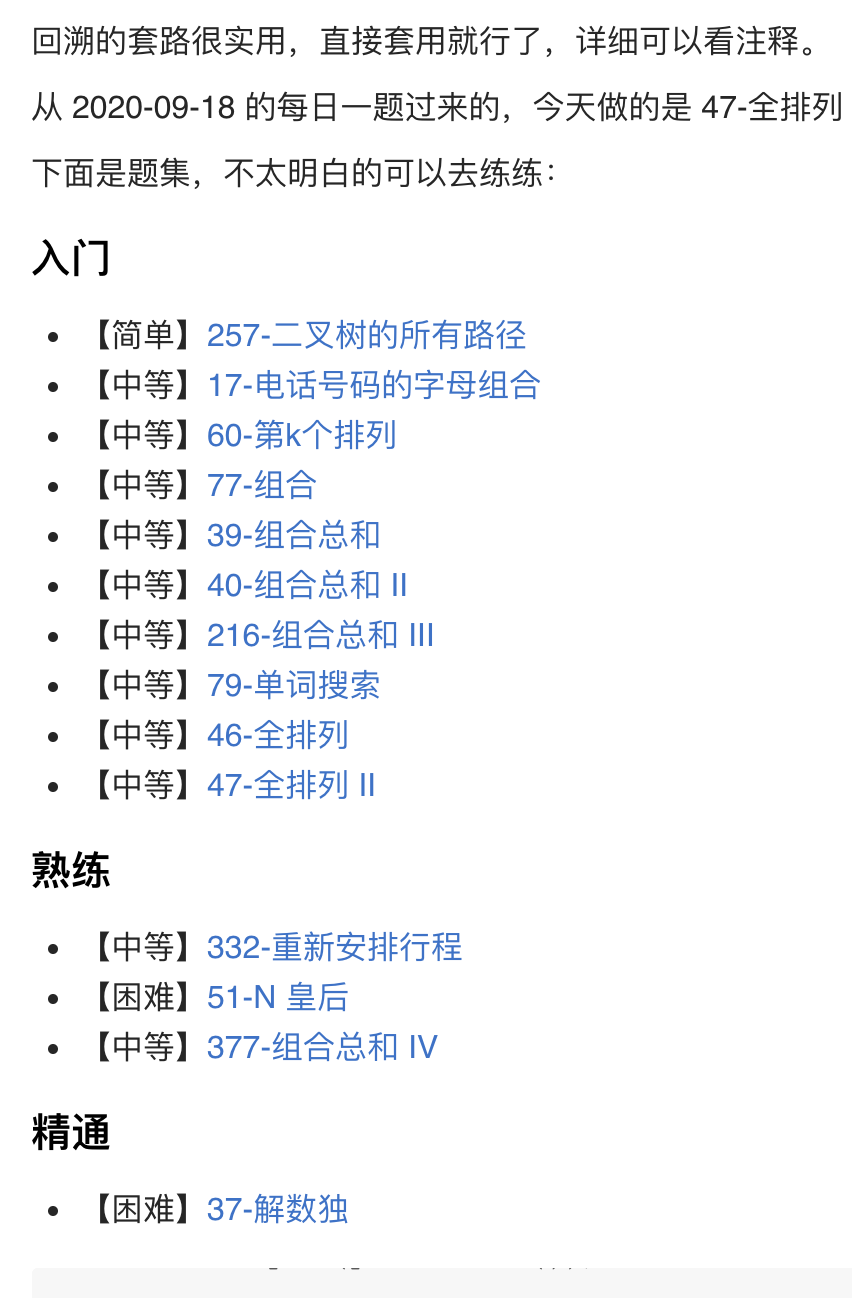 回溯的套路很实用，直接套用就行了，详细可以看注释。
从 2020-09-18 的每日一题过来的，今天做的是 47-全排列
下面是题集，不太明白的可以去练练：
入门
• 【简单】257-二叉树的所有路径
• 【中等】17-电话号码的字母组合
• 【中等】60-第k个排列
• 【中等】77-组合
• 【中等】39-组合总和
• 【中等】40-组合总和 II
• 【中等】216-组合总和 III
• 【中等】79-单词搜索
• 【中等】46-全排列
• 【中等】47-全排列 II
熟练
• 【中等】332-重新安排行程
• 【困难】51-N 皇后
• 【中等】377-组合总和 IV
精通
• 【困难】37-解数独